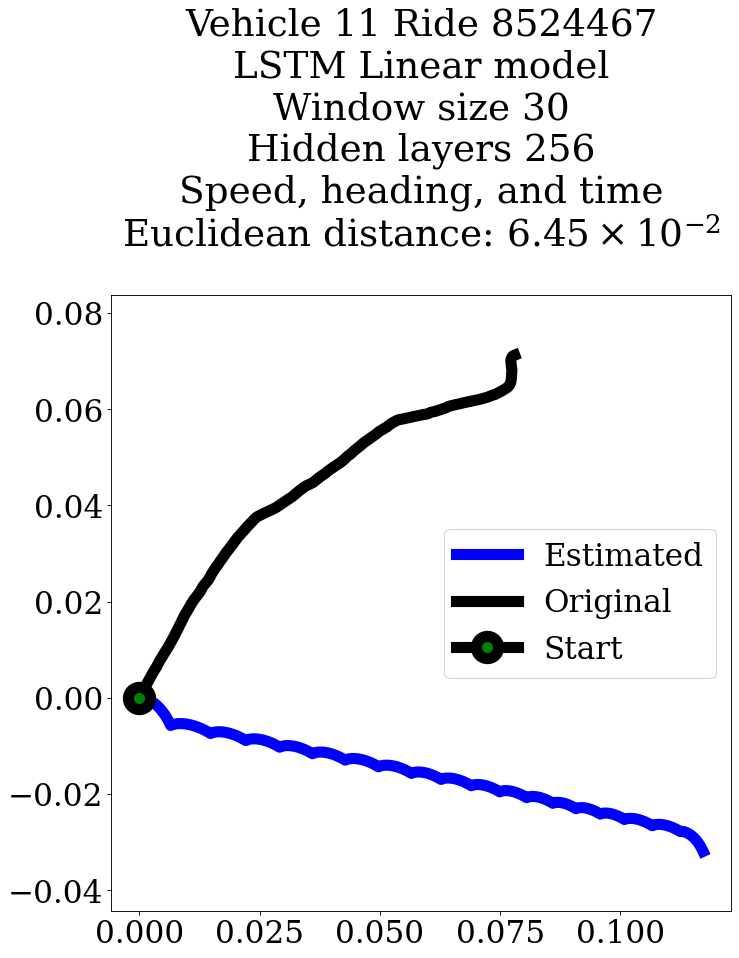 Vehicle 11 Ride 8524467
LSTM Linear model
Window size 30
Hidden layers 256
Speed, heading, and time
Euclidean distance: 6.45 × 10⁻²
0.08
0.06
0.04
0.02
0.00
−0.02
−0.04
Estimated
Original
Start
0.000 0.025 0.050 0.075 0.100